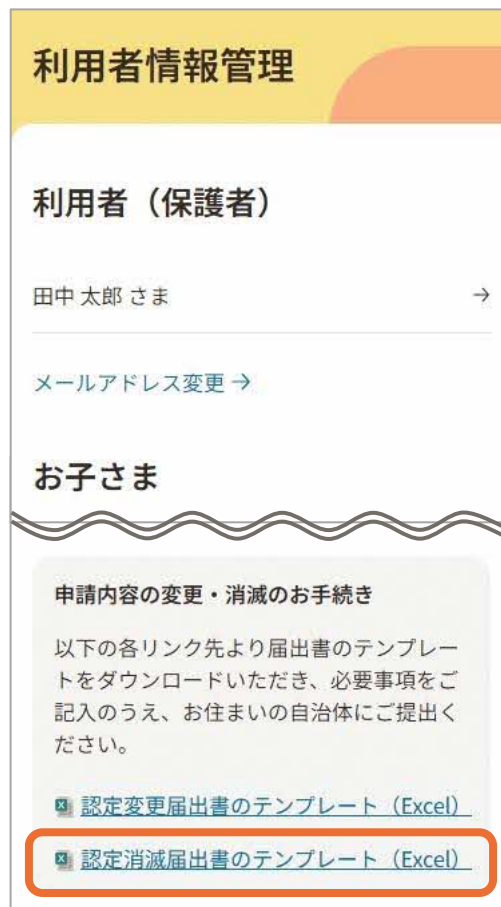 利用者情報管理
利用者（保護者）
田中 太郎 さま →
メールアドレス変更 →
お子さま
申請内容の変更・消滅のお手続き
以下の各リンク先より届出書のテンプレー
トをダウンロードいただき、必要事項をご
記入のうえ、お住まいの自治体にご提出く
ださい。
認定変更届出書のテンプレート（Excel）
認定消滅届出書のテンプレート（Excel）